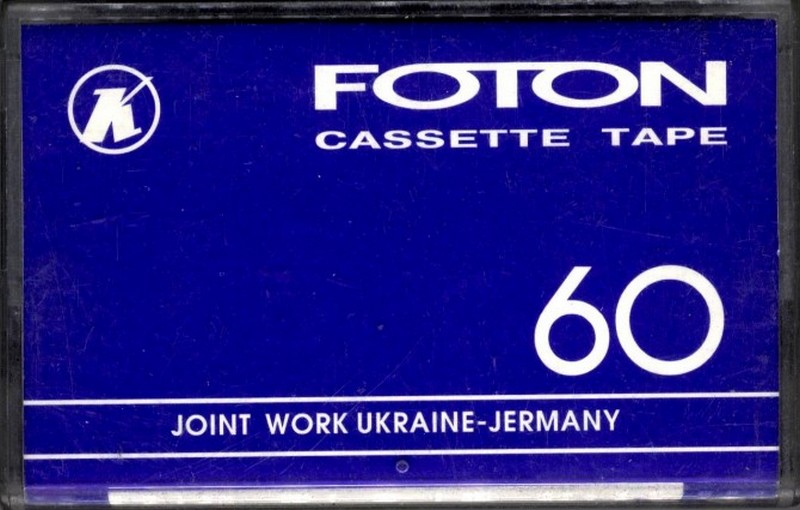 FOTON
CASSETTE TAPE
60
JOINT WORK UKRAINE-JERMANY